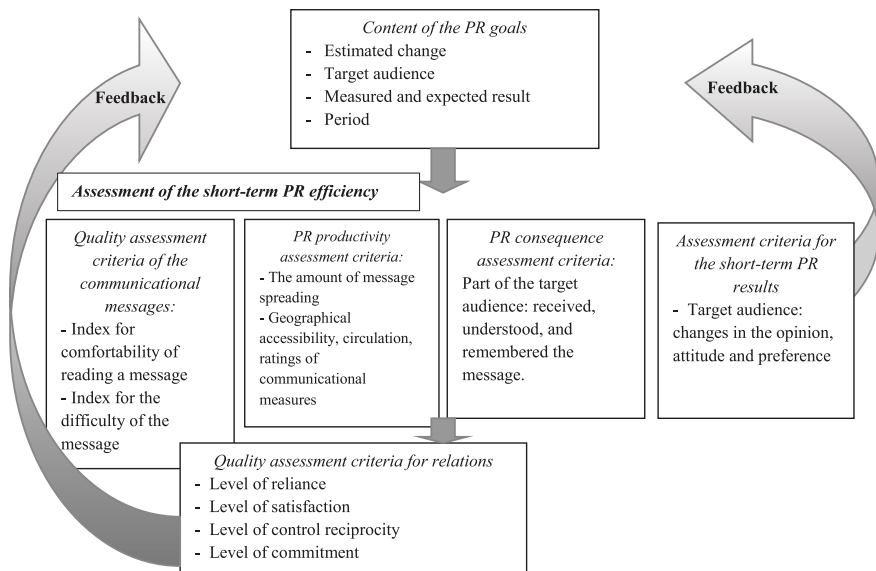 Content of the PR goals
- Estimated change
- Target audience
- Measured and expected result
- Period
Feedback
Feedback
Assessment of the short-term PR efficiency
Quality assessment
criteria of the
communicational
messages:
- Index for
comfortability of
reading a message
- Index for the
difficulty of the
message
PR productivity
assessment criteria:
- The amount of message
spreading
- Geographical
accessibility, circulation,
ratings of
communicational
measures
PR consequence
assessment criteria:
Part of the target
audience: received,
understood, and
remembered the
message.
Assessment criteria for
the short-term PR
results
- Target audience:
changes in the opinion,
attitude and preference
Quality assessment criteria for relations
- Level of reliance
- Level of satisfaction
- Level of control reciprocity
- Level of commitment